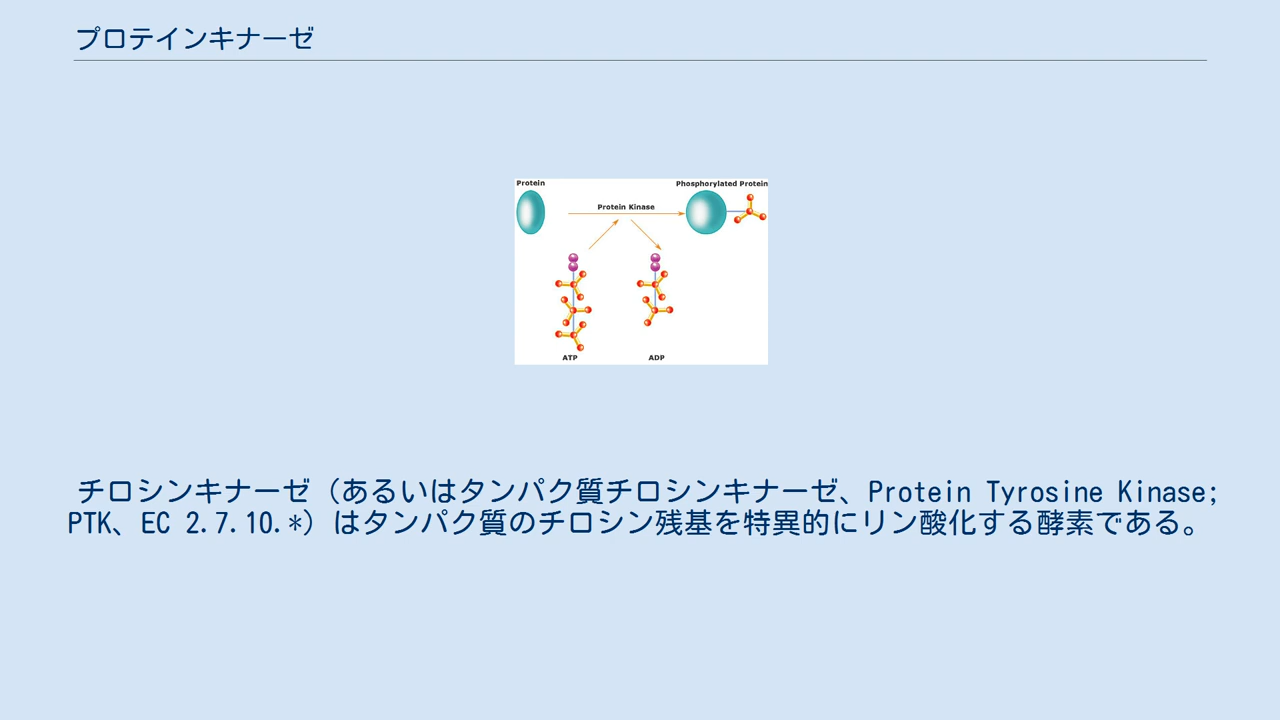 プロテインキナーゼ
Protein
Phosphorylated Protein
Protein Kinase
ATP
ADP
チロシンキナーゼ（あるいはタンパク質チロシンキナーゼ、Protein Tyrosine Kinase;
PTK、EC 2.7.10.*）はタンパク質のチロシン残基を特異的にリン酸化する酵素である。